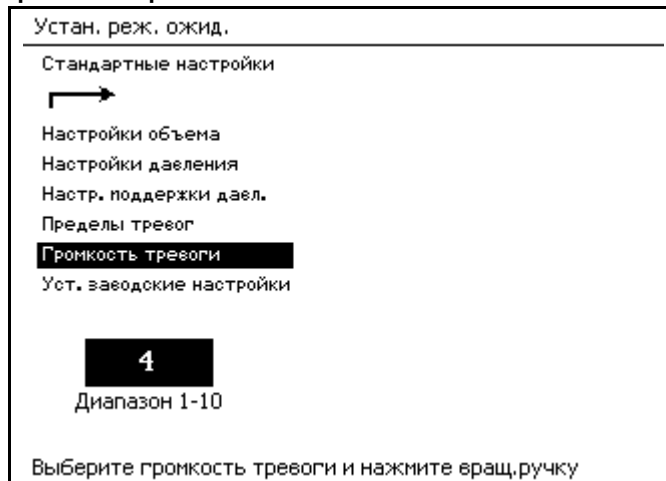 Устан. реж. ожид.
Стандартные настройки
Настройки объема
Настройки давления
Настр. поддержки давл.
Пределы тревог
Громкость тревоги
Уст. заводские настройки
4
Диапазон 1-10
Выберите громкость тревоги и нажмите вращ.ручку